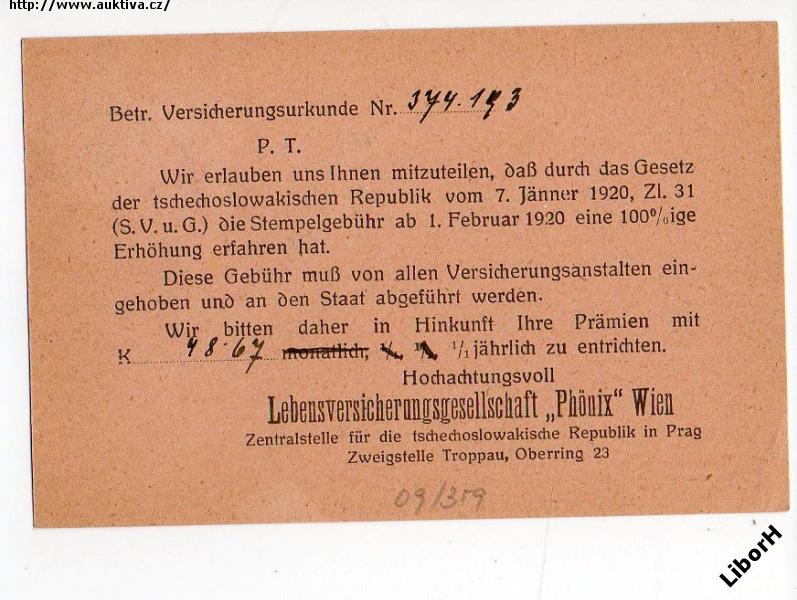 http://www.auktiva.cz/
Betr. Versicherungsurkunde Nr. 374.193
P. T.
Wir erlauben uns Ihnen mitzuteilen, daß durch das Gesetz
der tschechoslowakischen Republik vom 7. Jänner 1920, Zl. 31
(S. V. u. G.) die Stempelgebühr ab 1. Februar 1920 eine 100%ige
Erhöhung erfahren hat.
Diese Gebühr muß von allen Versicherungsanstalten ein-
gehoben und an den Staat abgeführt werden.
Wir bitten daher in Hinkunft Ihre Prämien mit
K 48·67 monatlich, 1/1 jährlich zu entrichten.
Hochachtungsvoll
Lebensversicherungsgesellschaft „Phönix" Wien
Zentralstelle für die tschechoslowakische Republik in Prag
Zweigstelle Troppau, Oberring 23
09/359
LiborH